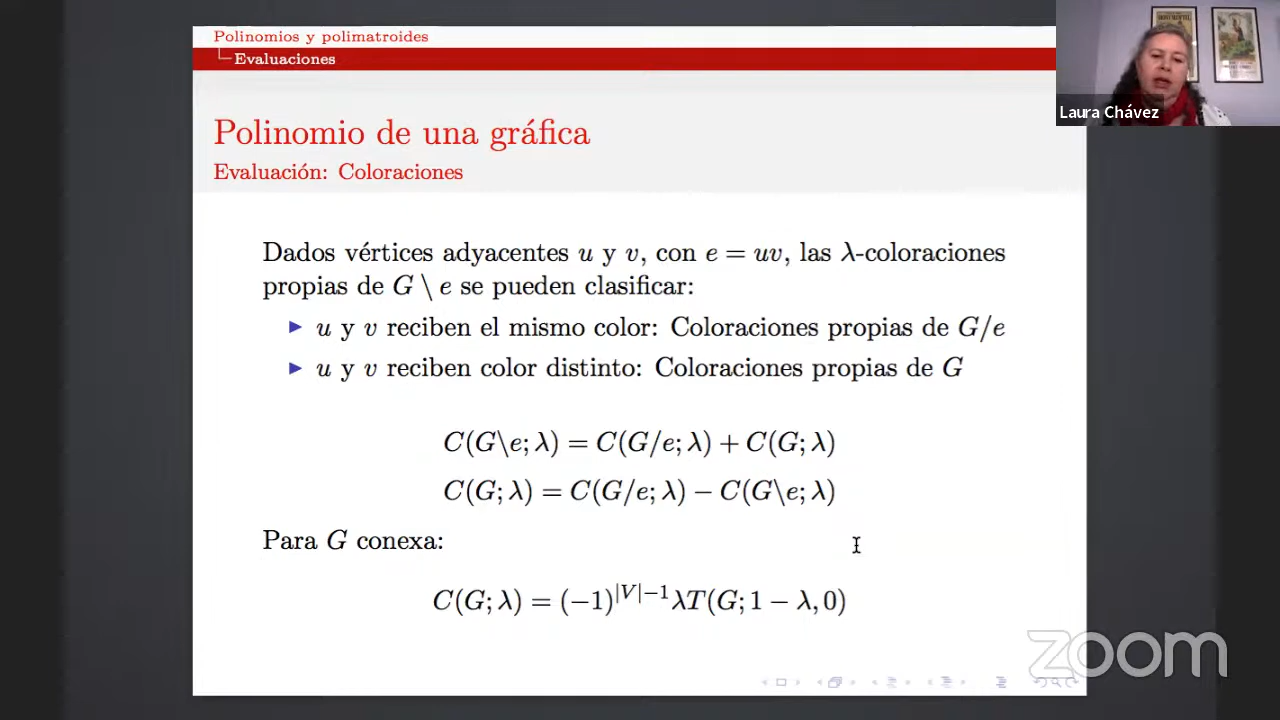 Polinomios y polimatroides
Evaluaciones
Laura Chávez
Polinomio de una gráfica
Evaluación: Coloraciones
Dados vértices adyacentes u y v, con e = uv, las λ-coloraciones
propias de G \ e se pueden clasificar:
▶ u y v reciben el mismo color: Coloraciones propias de G/e
▶ u y v reciben color distinto: Coloraciones propias de G
C(G\e; λ) = C(G/e; λ) + C(G; λ)
C(G; λ) = C(G/e; λ) − C(G\e; λ)
Para G conexa:
C(G; λ) = (−1)^{|V|−1}λT(G; 1 − λ, 0)
zoom